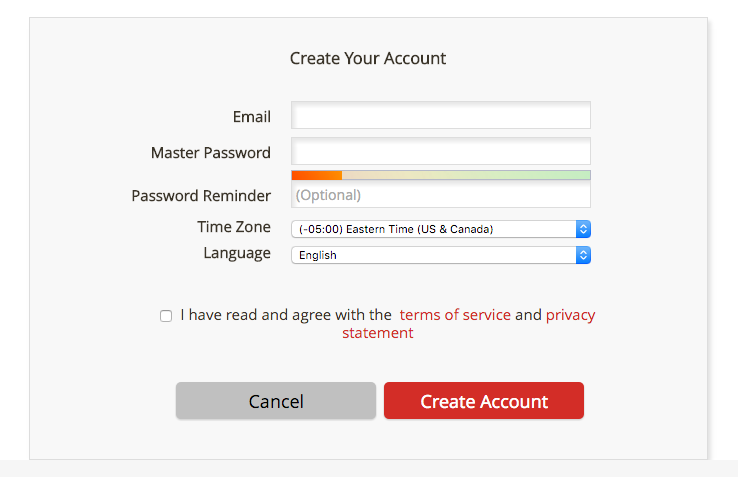 Create Your Account
Email
Master Password
Password Reminder (Optional)
Time Zone (-05:00) Eastern Time (US & Canada)
Language English
I have read and agree with the terms of service and privacy
statement
Cancel Create Account